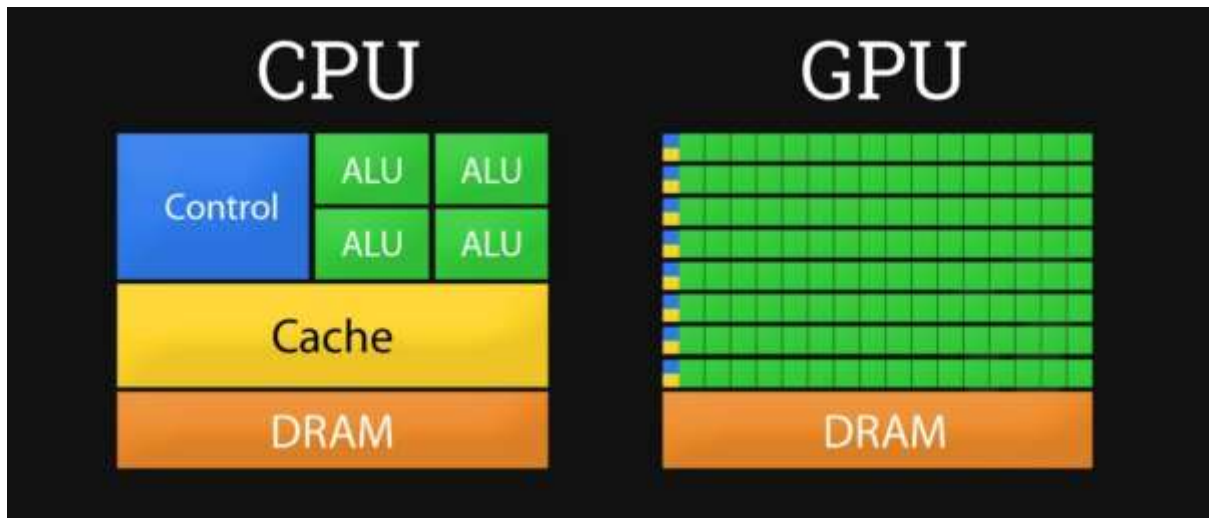 CPU
GPU
Control
ALU
ALU
ALU
ALU
Cache
DRAM
DRAM